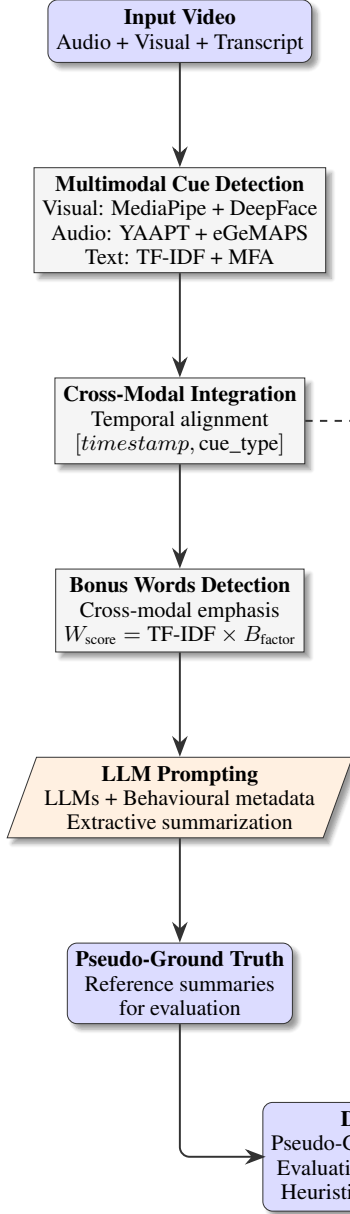 Input Video
Audio + Visual + Transcript
Multimodal Cue Detection
Visual: MediaPipe + DeepFace
Audio: YAAPT + eGeMAPS
Text: TF-IDF + MFA
Cross-Modal Integration
Temporal alignment
[timestamp, cue_type]
Bonus Words Detection
Cross-modal emphasis
W_score = TF-IDF × B_factor
LLM Prompting
LLMs + Behavioural metadata
Extractive summarization
Pseudo-Ground Truth
Reference summaries
for evaluation